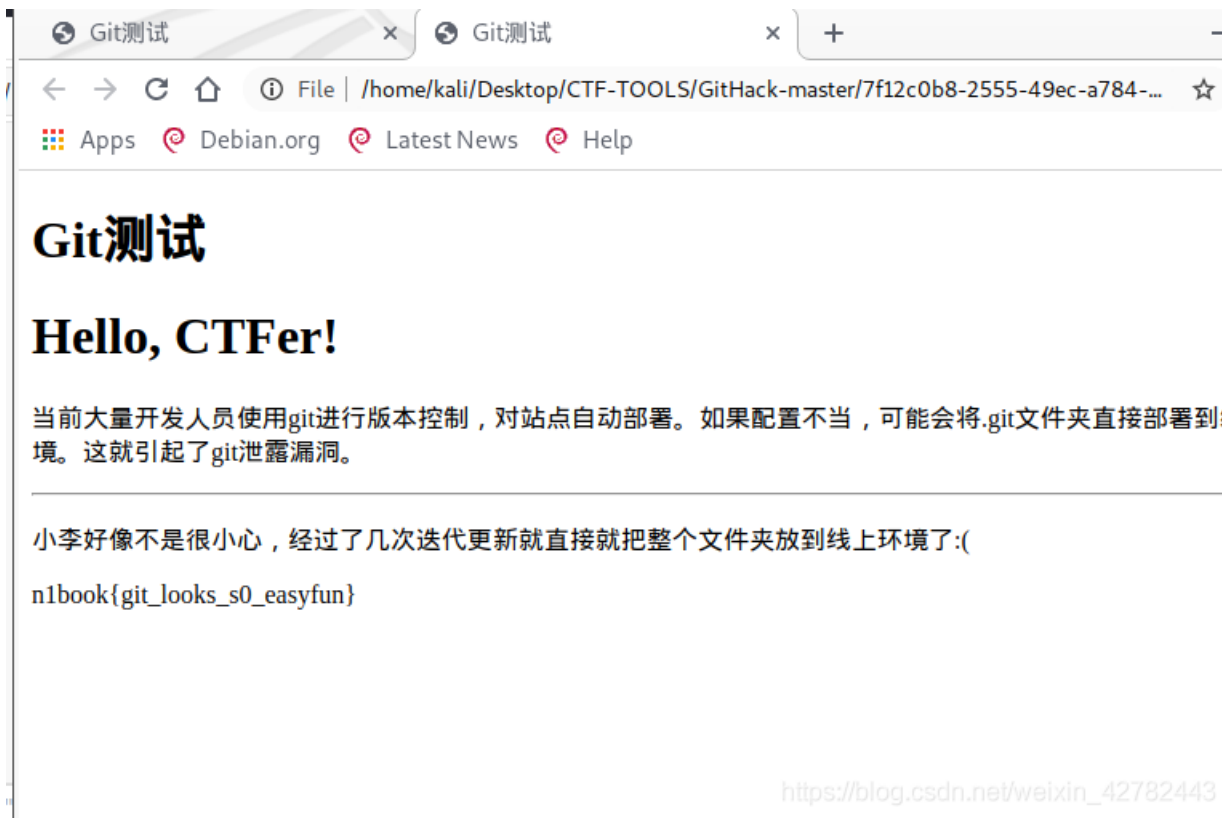 Git测试
Git测试
File | /home/kali/Desktop/CTF-TOOLS/GitHack-master/7f12c0b8-2555-49ec-a784-...
Apps Debian.org Latest News Help
Git测试
Hello, CTFer!
当前大量开发人员使用git进行版本控制，对站点自动部署。如果配置不当，可能会将.git文件夹直接部署到
境。这就引起了git泄露漏洞。
小李好像不是很小心，经过了几次迭代更新就直接就把整个文件夹放到线上环境了:(
n1book{git_looks_s0_easyfun}
https://blog.csdn.net/weixin_42782443